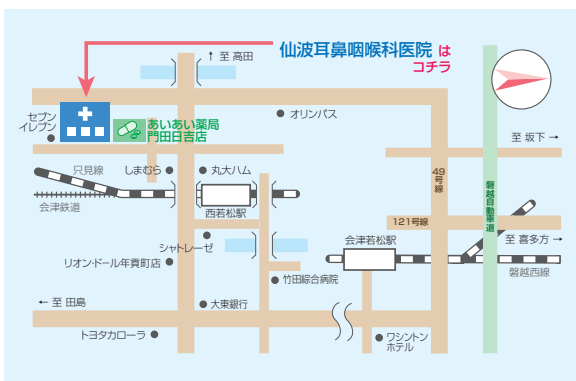 ↑ 至 高田
仙波耳鼻咽喉科医院 は
コチラ
セブン
イレブン
あいあい薬局
門田日吉店
オリンパス
至 坂下 →
只見線
しまむら
丸大ハム
49
号
線
磐越自動車道
会津鉄道
西若松駅
121号線
シャトレーゼ
会津若松駅
至 喜多方 →
リオン・ドール年貢町店
竹田綜合病院
磐越西線
← 至 田島
大東銀行
トヨタカローラ
ワシントン
ホテル